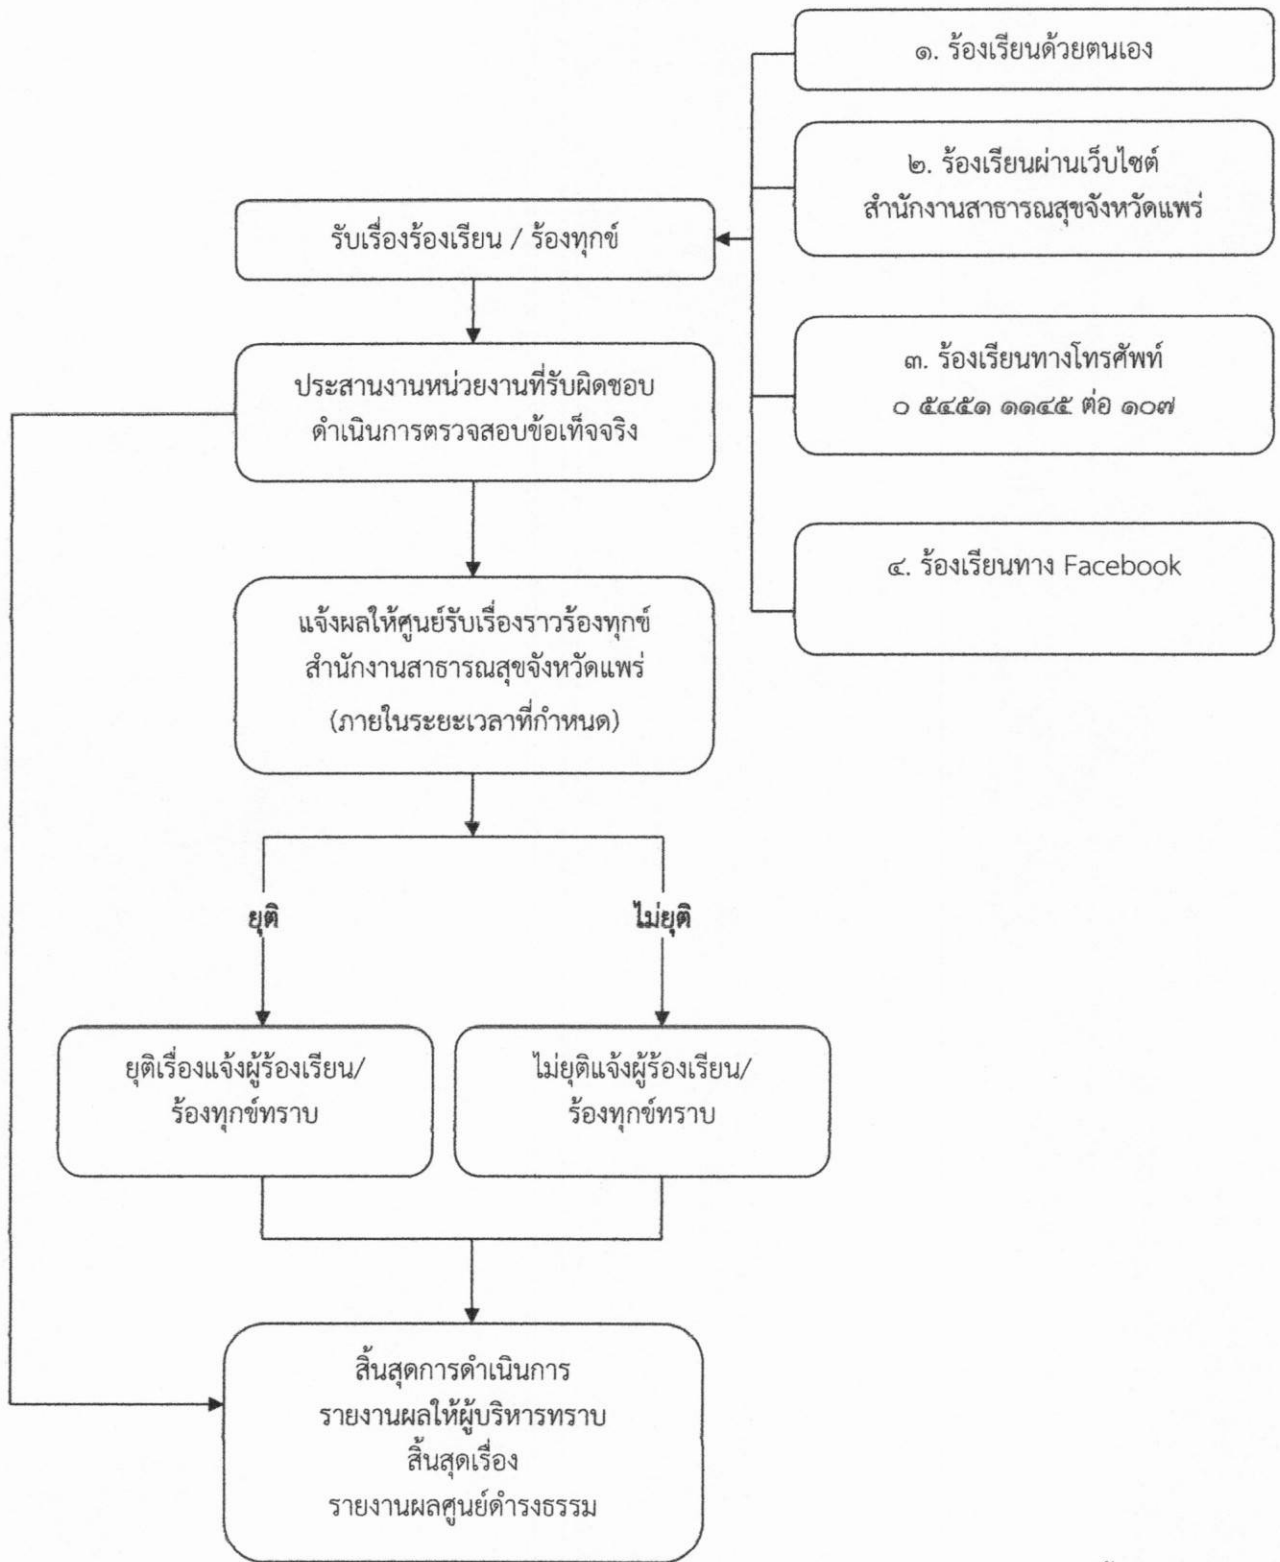 ๑. ร้องเรียนด้วยตนเอง
๒. ร้องเรียนผ่านเว็บไซต์
สำนักงานสาธารณสุขจังหวัดแพร่
รับเรื่องร้องเรียน / ร้องทุกข์
๓. ร้องเรียนทางโทรศัพท์
๐ ๕๔๕๑ ๑๑๔๕ ต่อ ๑๐๗
ประสานงานหน่วยงานที่รับผิดชอบ
ดำเนินการตรวจสอบข้อเท็จจริง
๔. ร้องเรียนทาง Facebook
แจ้งผลให้ศูนย์รับเรื่องราวร้องทุกข์
สำนักงานสาธารณสุขจังหวัดแพร่
(ภายในระยะเวลาที่กำหนด)
ยุติ
ไม่ยุติ
ยุติเรื่องแจ้งผู้ร้องเรียน/
ร้องทุกข์ทราบ
ไม่ยุติแจ้งผู้ร้องเรียน/
ร้องทุกข์ทราบ
สิ้นสุดการดำเนินการ
รายงานผลให้ผู้บริหารทราบ
สิ้นสุดเรื่อง
รายงานผลศูนย์ดำรงธรรม